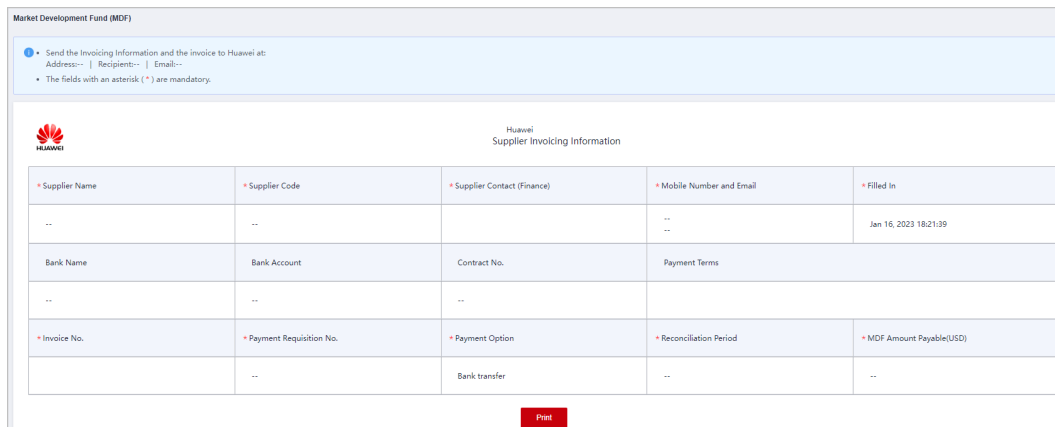 Market Development Fund (MDF)
• Send the Invoicing Information and the invoice to Huawei at:
Address:-- | Recipient:-- | Email:--
• The fields with an asterisk (*) are mandatory.
HUAWEI
Huawei
Supplier Invoicing Information
* Supplier Name * Supplier Code * Supplier Contact (Finance) * Mobile Number and Email * Filled In
-- -- -- Jan 16, 2023 18:21:39
--
Bank Name Bank Account Contract No. Payment Terms
-- -- --
* Invoice No. * Payment Requisition No. * Payment Option * Reconciliation Period * MDF Amount Payable(USD)
-- Bank transfer -- --
Print